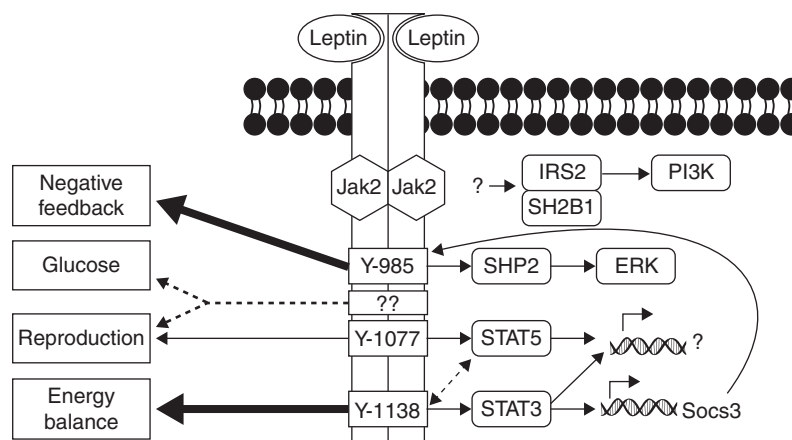 Leptin Leptin
Jak2 Jak2
? IRS2 PI3K
SH2B1
Negative
feedback
Y-985 SHP2 ERK
Glucose
??
Reproduction
Y-1077 STAT5 ?
Energy
balance
Y-1138 STAT3 Socs3